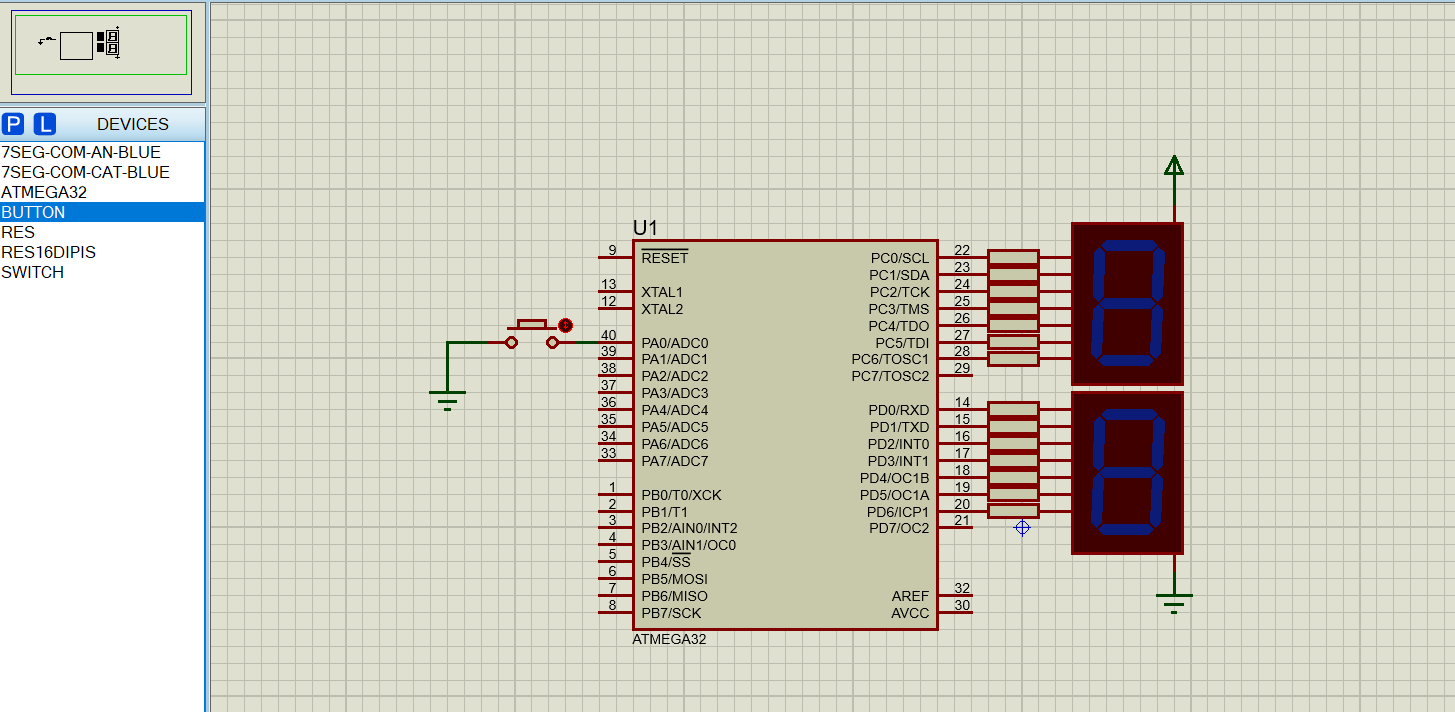 P L DEVICES
7SEG-COM-AN-BLUE
7SEG-COM-CAT-BLUE
ATMEGA32
BUTTON
RES
RES16DIPIS
SWITCH
U1
9 RESET
13 XTAL1
12 XTAL2
40 PA0/ADC0
39 PA1/ADC1
38 PA2/ADC2
37 PA3/ADC3
36 PA4/ADC4
35 PA5/ADC5
34 PA6/ADC6
33 PA7/ADC7
1 PB0/T0/XCK
2 PB1/T1
3 PB2/AIN0/INT2
4 PB3/AIN1/OC0
5 PB4/SS
6 PB5/MOSI
7 PB6/MISO
8 PB7/SCK
PC0/SCL 22
PC1/SDA 23
PC2/TCK 24
PC3/TMS 25
PC4/TDO 26
PC5/TDI 27
PC6/TOSC1 28
PC7/TOSC2 29
PD0/RXD 14
PD1/TXD 15
PD2/INT0 16
PD3/INT1 17
PD4/OC1B 18
PD5/OC1A 19
PD6/ICP1 20
PD7/OC2 21
AREF 32
AVCC 30
ATMEGA32